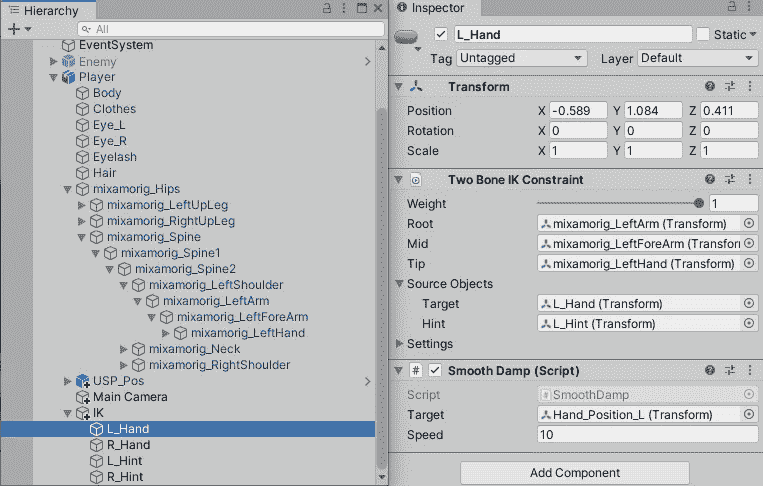 Hierarchy
All
EventSystem
Enemy
Player
Body
Clothes
Eye_L
Eye_R
Eyelash
Hair
mixamorig_Hips
mixamorig_LeftUpLeg
mixamorig_RightUpLeg
mixamorig_Spine
mixamorig_Spine1
mixamorig_Spine2
mixamorig_LeftShoulder
mixamorig_LeftArm
mixamorig_LeftForeArm
mixamorig_LeftHand
mixamorig_Neck
mixamorig_RightShoulder
USP_Pos
Main Camera
IK
L_Hand
R_Hand
L_Hint
R_Hint
Inspector
L_Hand Static
Tag Untagged Layer Default
Transform
Position X -0.589 Y 1.084 Z 0.411
Rotation X 0 Y 0 Z 0
Scale X 1 Y 1 Z 1
Two Bone IK Constraint
Weight 1
Root mixamorig_LeftArm (Transform)
Mid mixamorig_LeftForeArm (Transforr
Tip mixamorig_LeftHand (Transform)
Source Objects
Target L_Hand (Transform)
Hint L_Hint (Transform)
Settings
# Smooth Damp (Script)
Script # SmoothDamp
Target Hand_Position_L (Transform)
Speed 10
Add Component